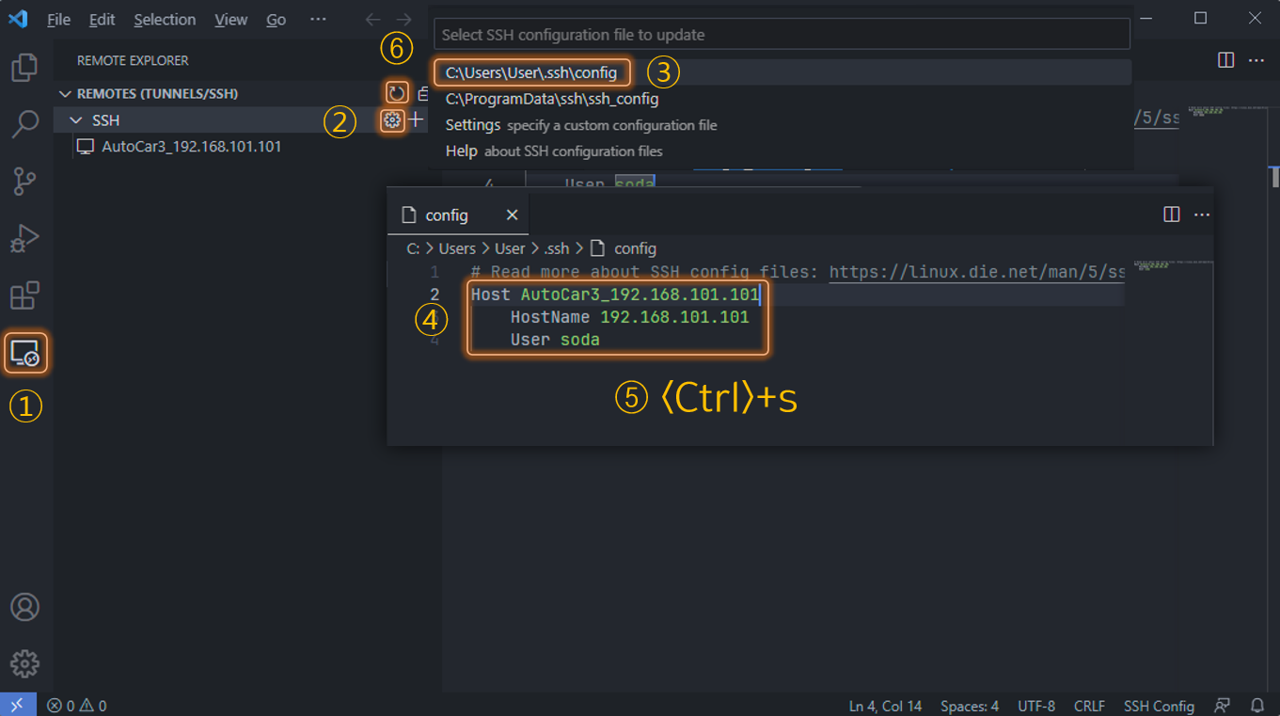 File Edit Selection View Go ···
Select SSH configuration file to update
⑥
REMOTE EXPLORER
C:\Users\User\.ssh\config
③
REMOTES (TUNNELS/SSH)
C:\ProgramData\ssh\ssh_config
②
SSH
Settings specify a custom configuration file
/5/ss
AutoCar3_192.168.101.101
Help about SSH configuration files
4 User soda
config
C: > Users > User > .ssh > config
1 # Read more about SSH config files: https://linux.die.net/man/5/ss
2 Host AutoCar3_192.168.101.101
④
HostName 192.168.101.101
4 User soda
①
⑤ ⟨Ctrl⟩+s
0 0
Ln 4, Col 14 Spaces: 4 UTF-8 CRLF SSH Config